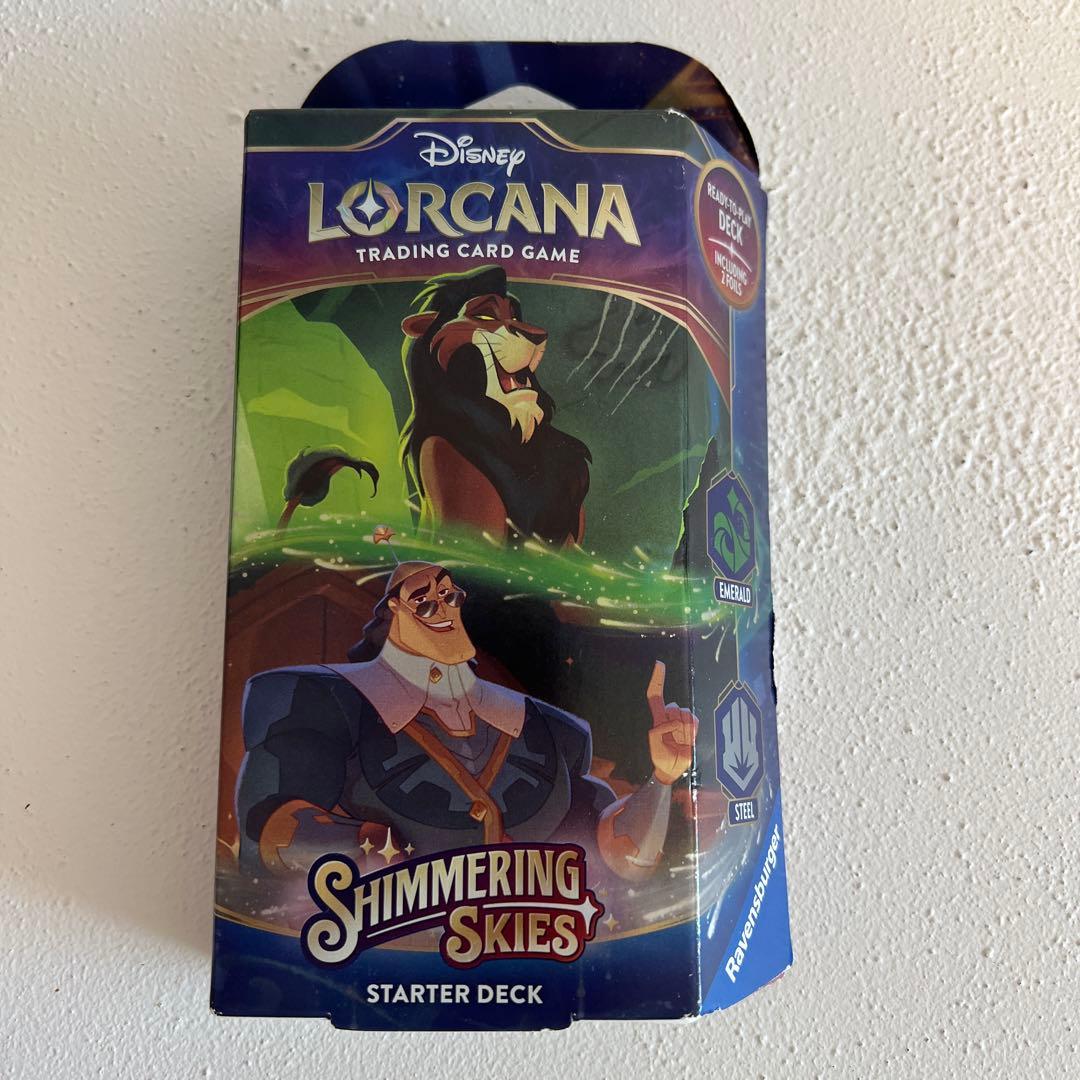 Disney
LORCANA
TRADING CARD GAME
READY-TO-PLAY
DECK
INCLUDING
2 FOILS
EMERALD
STEEL
SHIMMERING
SKIES
STARTER DECK
Ravensburger